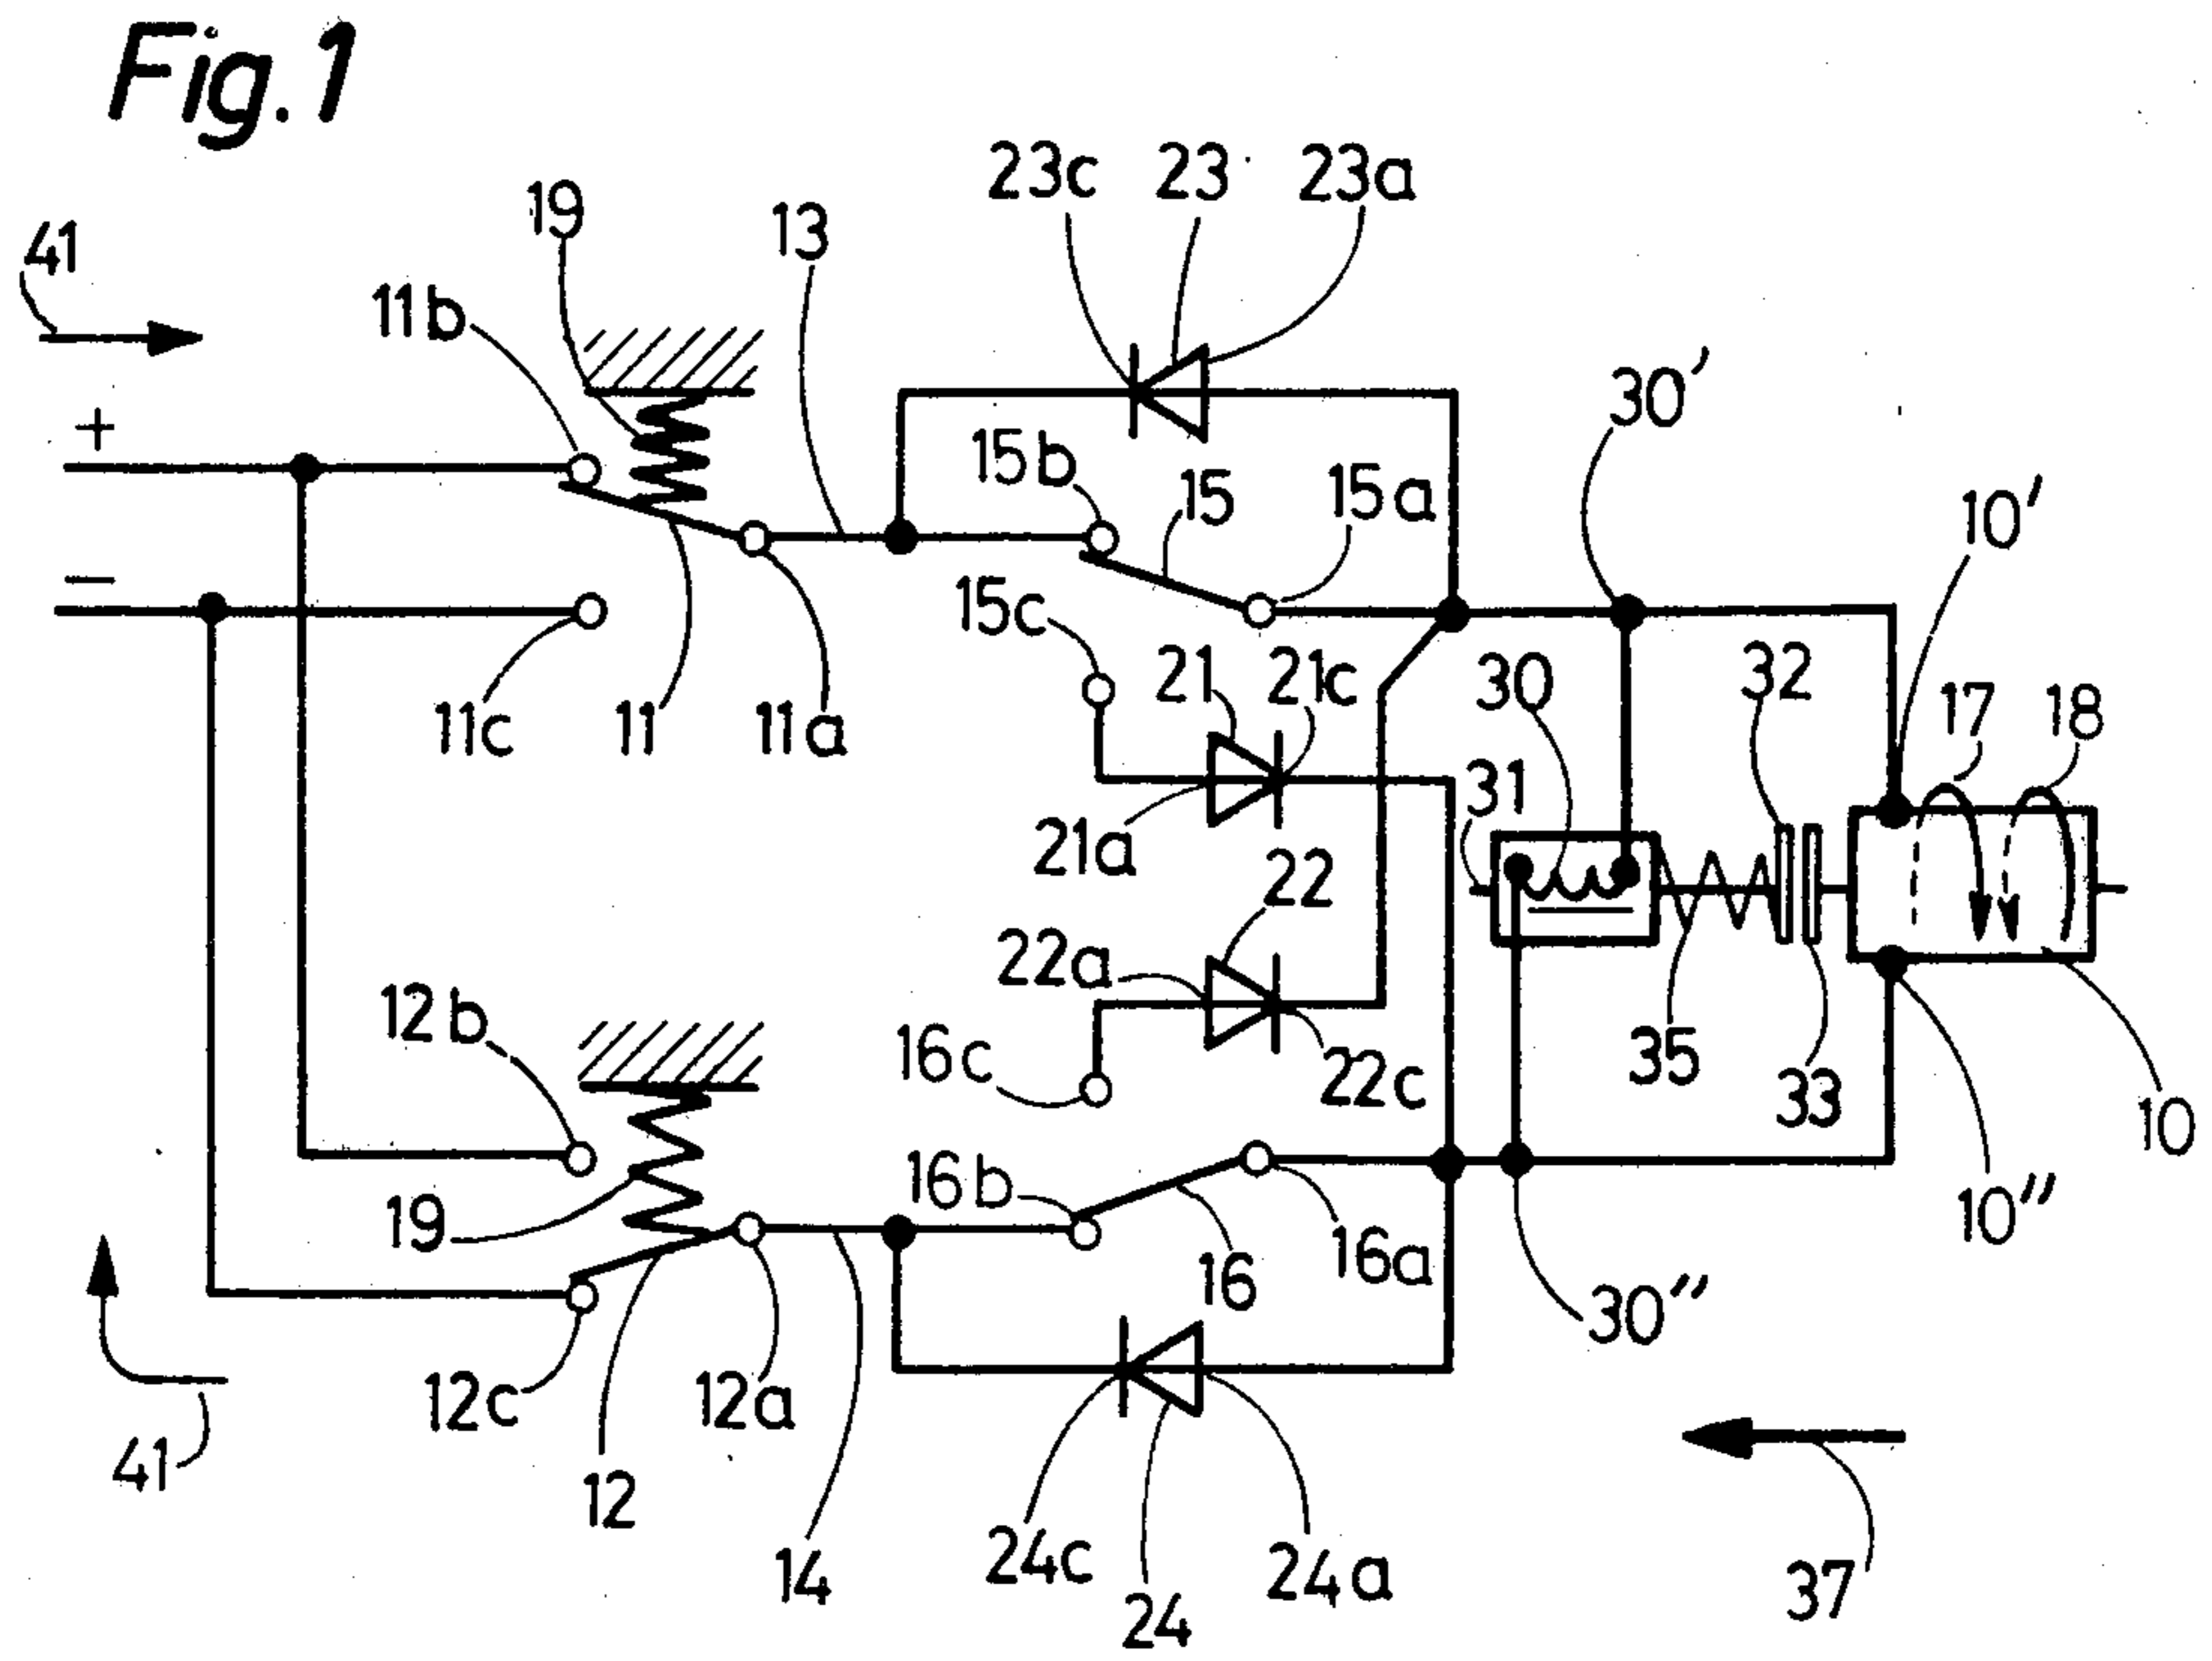 Fig.1
23c 23 23a
19 13
41
11b
30'
+
15b 15 15a
10'
−
15c
21 21c 30 32 17 18
11c 11 11a
31
21a
22
22a
12b
16c
35
22c
33
10
16b
19
10"
16a
16
30"
12c 12a
41
12
24c 24a
14
37
24